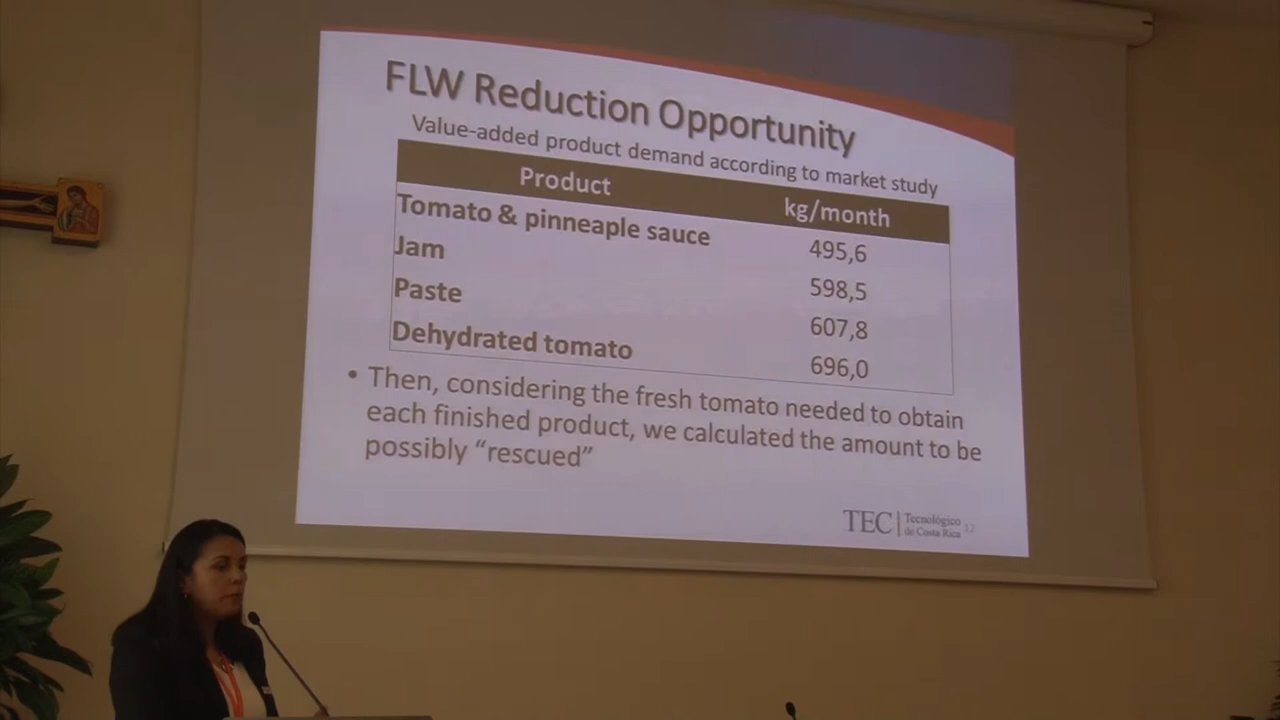 FLW Reduction Opportunity
Value-added product demand according to market study
Product kg/month
Tomato & pinneaple sauce 495,6
Jam 598,5
Paste 607,8
Dehydrated tomato 696,0
• Then, considering the fresh tomato needed to obtain
each finished product, we calculated the amount to be
possibly “rescued”
TEC | Tecnológico
de Costa Rica 12